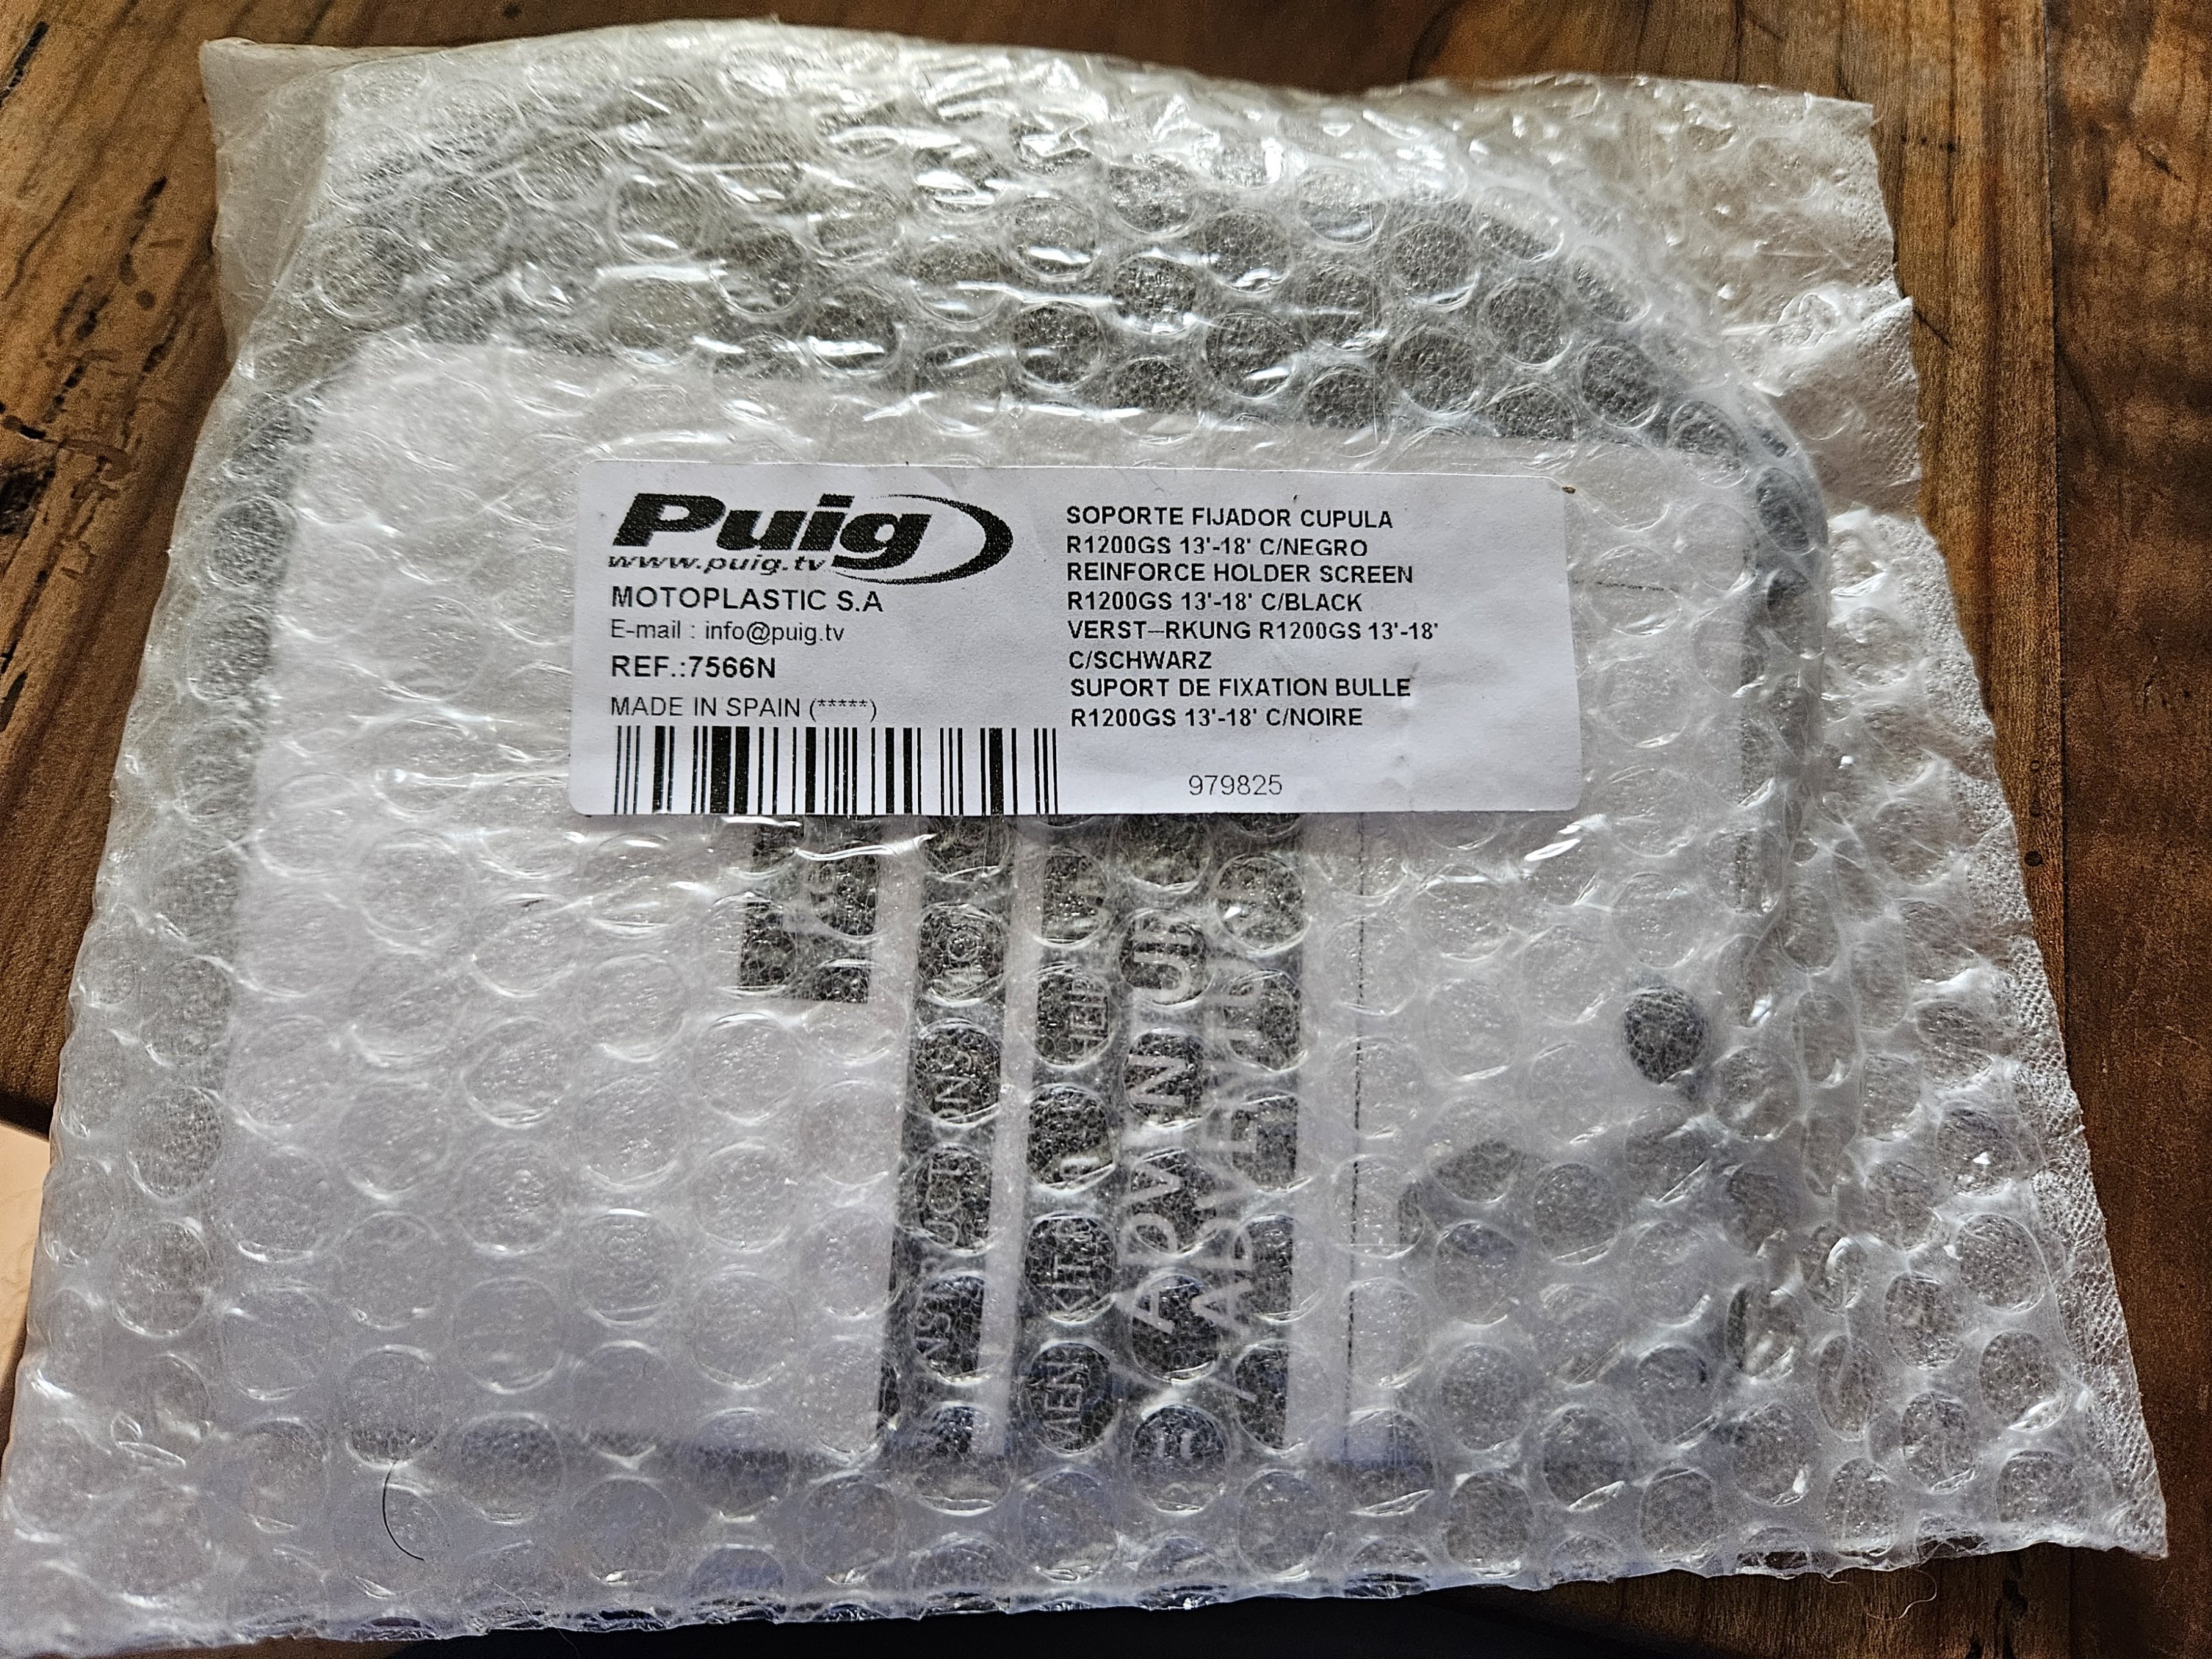 Puig
www.puig.tv
MOTOPLASTIC S.A
E-mail : info@puig.tv
REF.:7566N
MADE IN SPAIN (*****)
SOPORTE FIJADOR CUPULA
R1200GS 13'-18' C/NEGRO
REINFORCE HOLDER SCREEN
R1200GS 13'-18' C/BLACK
VERST--RKUNG R1200GS 13'-18'
C/SCHWARZ
SUPORT DE FIXATION BULLE
R1200GS 13'-18' C/NOIRE
979825